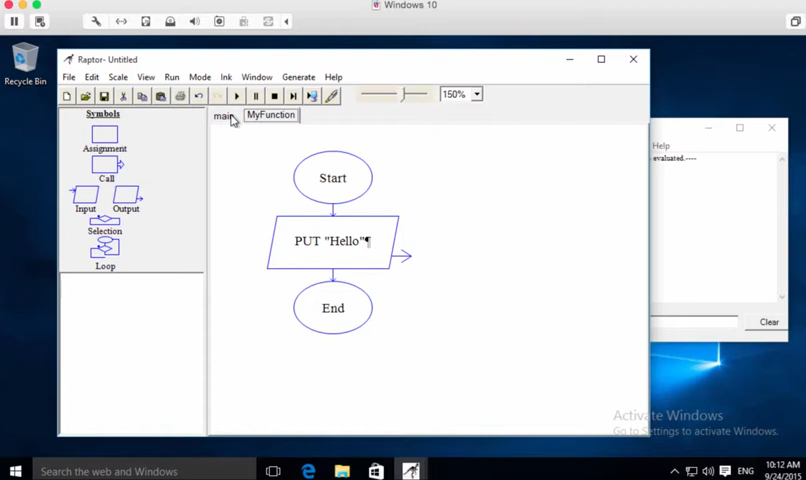 Windows 10
Recycle Bin
Raptor- Untitled
File Edit Scale View Run Mode Ink Window Generate Help
150%
Symbols
Assignment
Call
Input Output
Selection
Loop
main MyFunction
Start
PUT "Hello"¶
End
Help
evaluated.----
Clear
Activate Windows
Go to Settings to activate Windows.
Search the web and Windows
ENG
10:12 AM
9/24/2015